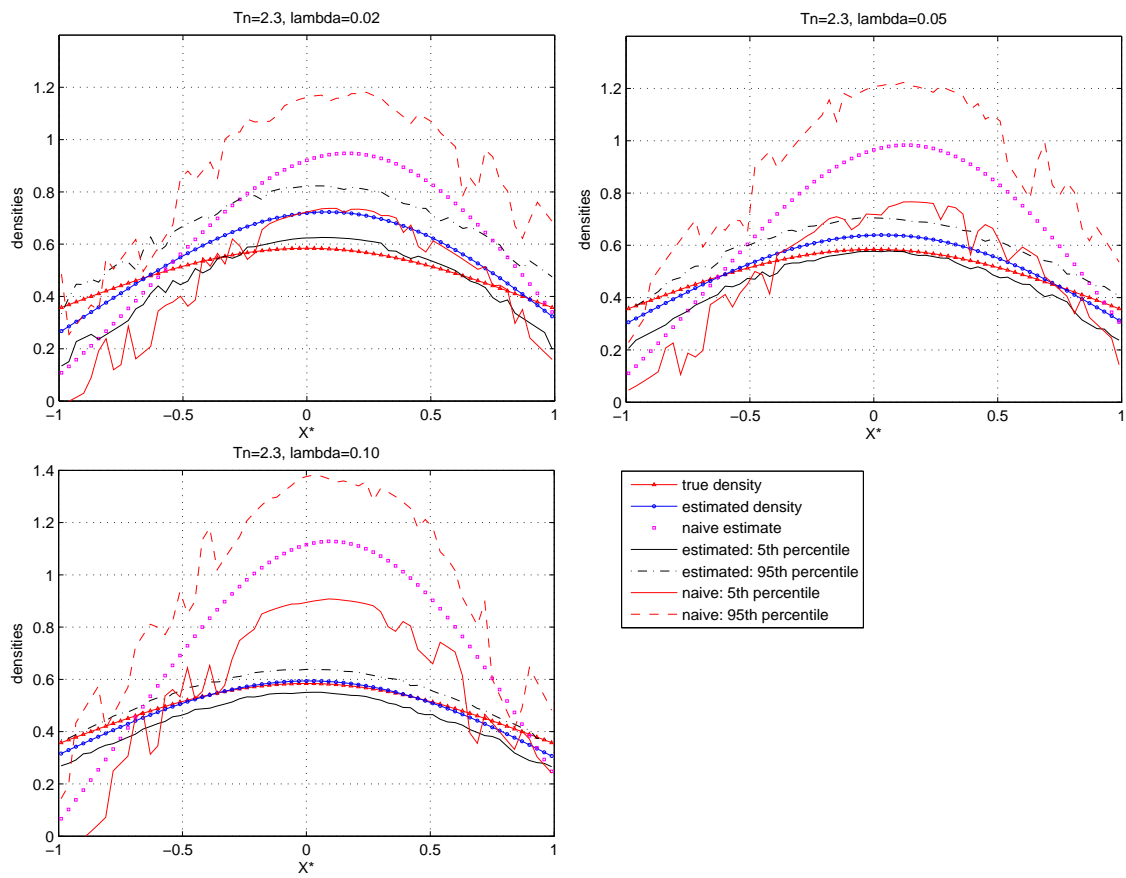 Tn=2.3, lambda=0.02
1.2
1
0.8
0.6
0.4
0.2
0
densities
−1
−0.5
0
0.5
1
X*
Tn=2.3, lambda=0.05
1.2
1
0.8
0.6
0.4
0.2
0
densities
−1
−0.5
0
0.5
1
X*
Tn=2.3, lambda=0.10
1.4
1.2
1
0.8
0.6
0.4
0.2
0
densities
−1
−0.5
0
0.5
1
X*
true density
estimated density
naive estimate
estimated: 5th percentile
estimated: 95th percentile
naive: 5th percentile
naive: 95th percentile